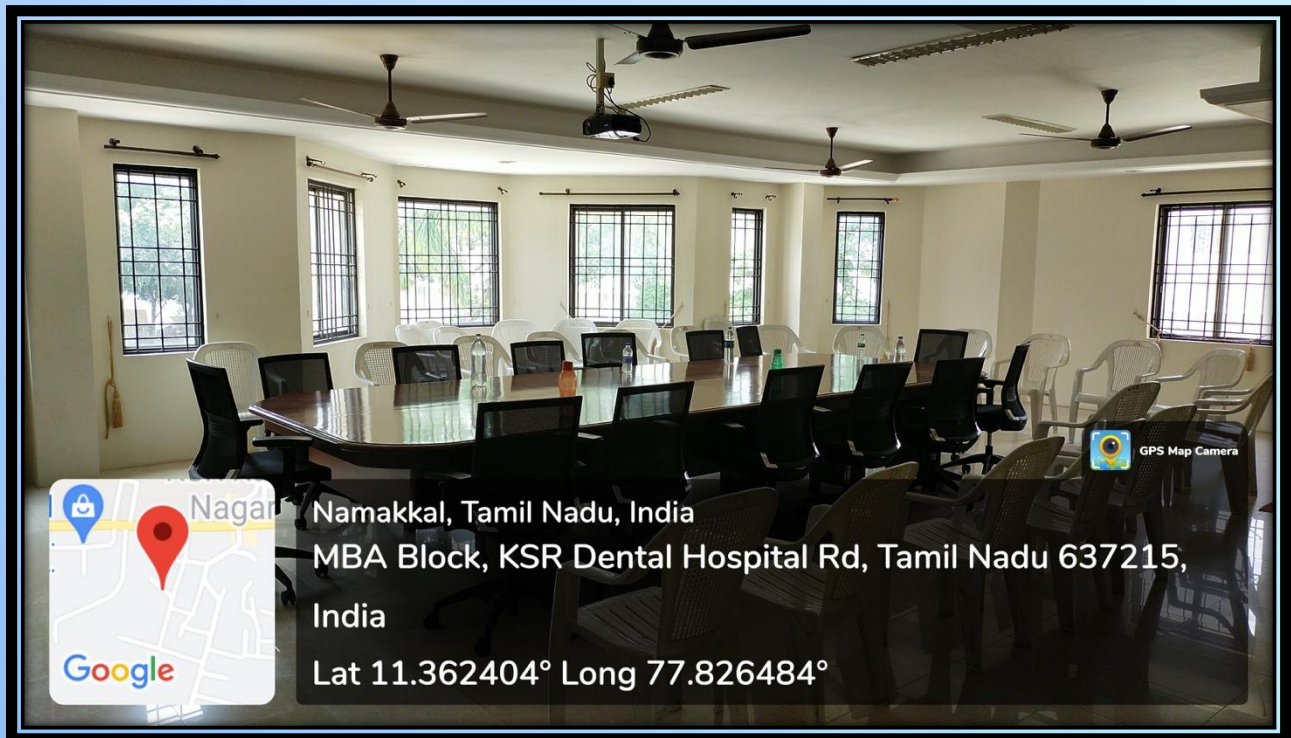 GPS Map Camera
Nagar
Google
Namakkal, Tamil Nadu, India
MBA Block, KSR Dental Hospital Rd, Tamil Nadu 637215,
India
Lat 11.362404° Long 77.826484°